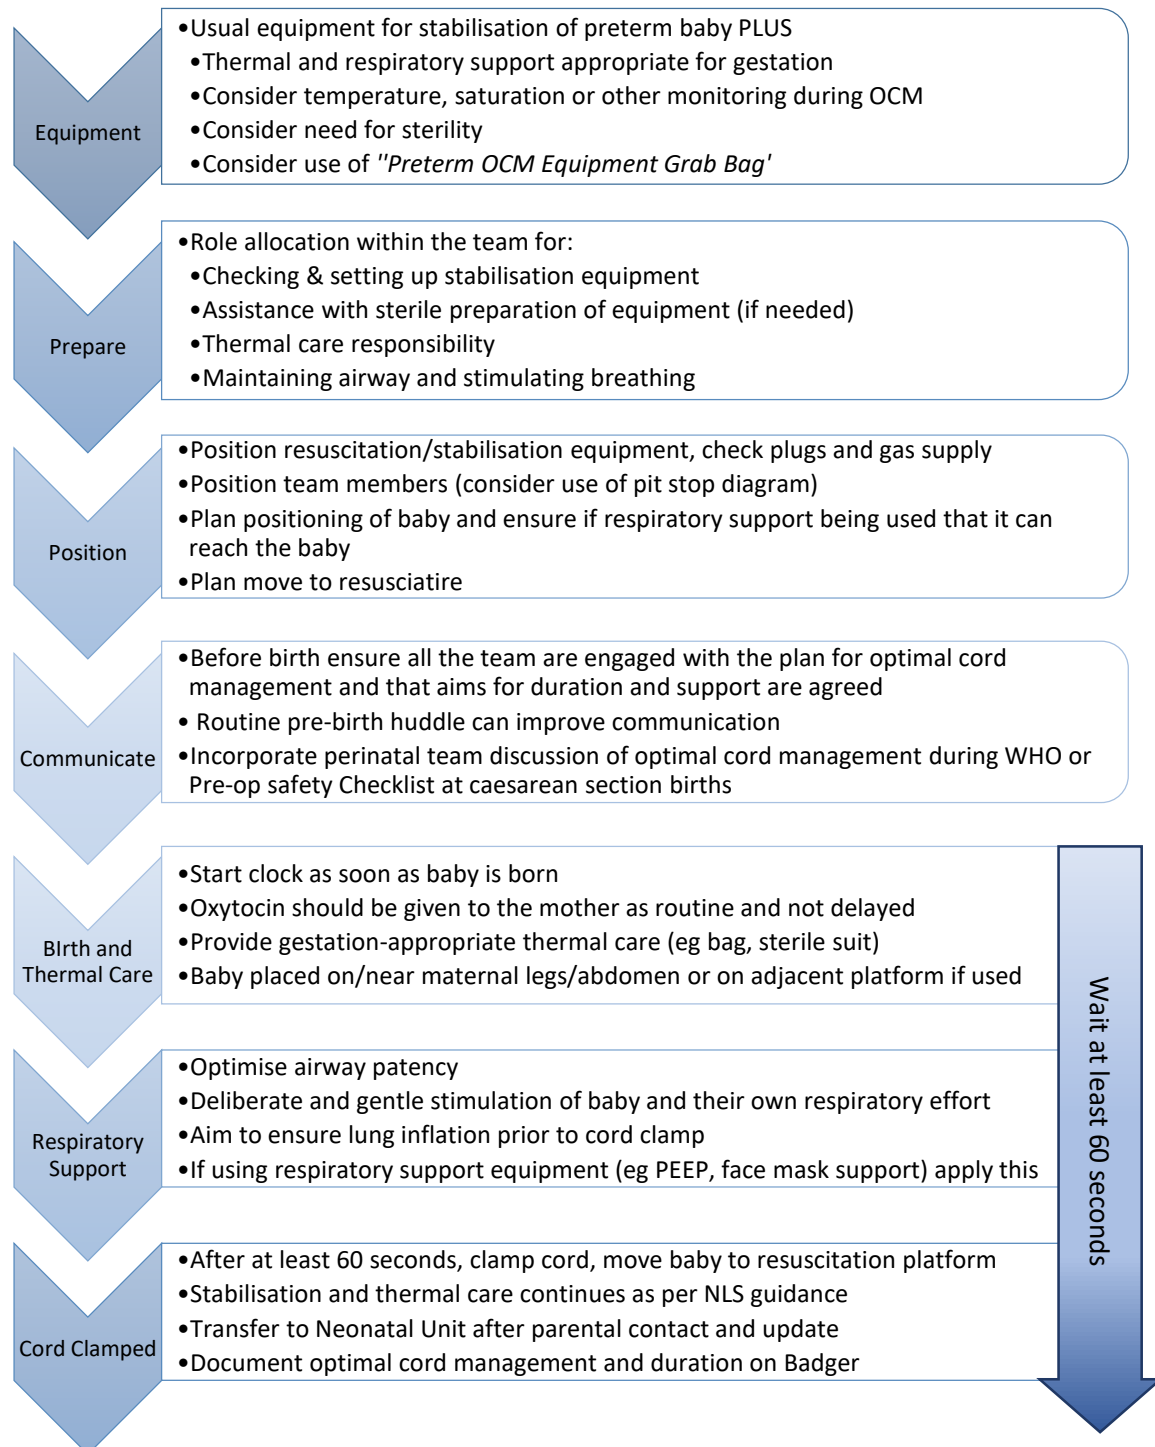 Equipment
•Usual equipment for stabilisation of preterm baby PLUS
•Thermal and respiratory support appropriate for gestation
•Consider temperature, saturation or other monitoring during OCM
•Consider need for sterility
•Consider use of ''Preterm OCM Equipment Grab Bag'
Prepare
•Role allocation within the team for:
•Checking & setting up stabilisation equipment
•Assistance with sterile preparation of equipment (if needed)
•Thermal care responsibility
•Maintaining airway and stimulating breathing
Position
•Position resuscitation/stabilisation equipment, check plugs and gas supply
•Position team members (consider use of pit stop diagram)
•Plan positioning of baby and ensure if respiratory support being used that it can
reach the baby
•Plan move to resusciatire
Communicate
•Before birth ensure all the team are engaged with the plan for optimal cord
management and that aims for duration and support are agreed
• Routine pre-birth huddle can improve communication
•Incorporate perinatal team discussion of optimal cord management during WHO or
Pre-op safety Checklist at caesarean section births
BIrth and
Thermal Care
•Start clock as soon as baby is born
•Oxytocin should be given to the mother as routine and not delayed
•Provide gestation-appropriate thermal care (eg bag, sterile suit)
•Baby placed on/near maternal legs/abdomen or on adjacent platform if used
Respiratory
Support
•Optimise airway patency
•Deliberate and gentle stimulation of baby and their own respiratory effort
•Aim to ensure lung inflation prior to cord clamp
•If using respiratory support equipment (eg PEEP, face mask support) apply this
Cord Clamped
•After at least 60 seconds, clamp cord, move baby to resuscitation platform
•Stabilisation and thermal care continues as per NLS guidance
•Transfer to Neonatal Unit after parental contact and update
•Document optimal cord management and duration on Badger
Wait at least 60 seconds